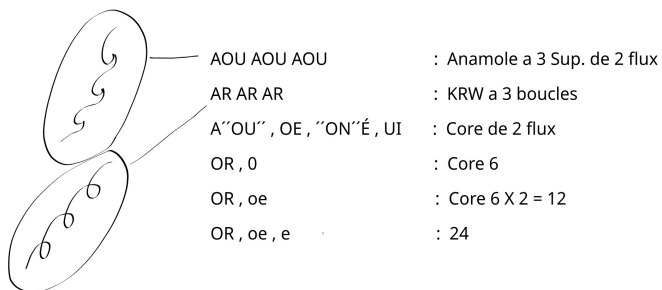 AOU AOU AOU : Anamole a 3 Sup. de 2 flux
AR AR AR : KRW a 3 boucles
A´´OU´´ , OE , ´´ON´´É , UI : Core de 2 flux
OR , 0 : Core 6
OR , oe : Core 6 X 2 = 12
OR , oe , e : 24